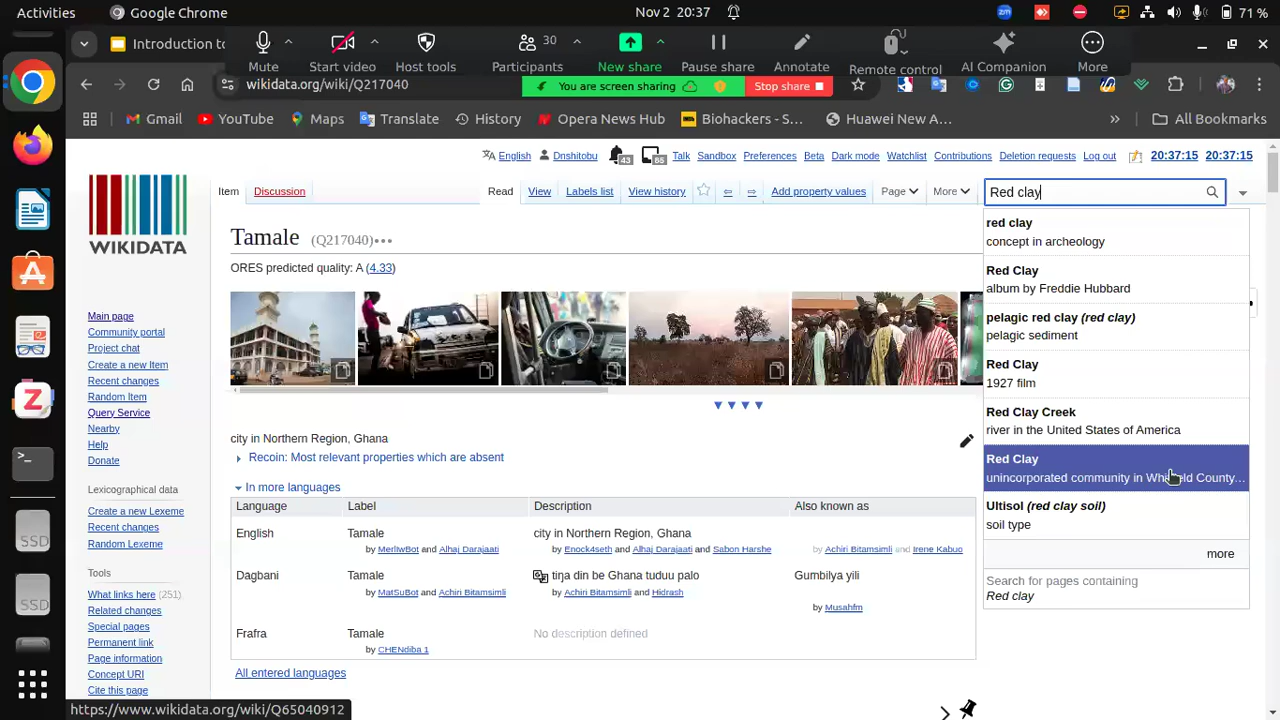 Activities
Google Chrome
Nov 2 20:37
71 %
Introduction to
Mute
Start video
Host tools
30
Participants
New share
Pause share
Annotate
Remote control
AI Companion
More
wikidata.org/wiki/Q217040
You are screen sharing
Stop share
Gmail
YouTube
Maps
Translate
History
Opera News Hub
Biohackers - S...
Huawei New A...
All Bookmarks
English
Dnshitobu
43
Talk
Sandbox
Preferences
Beta
Dark mode
Watchlist
Contributions
Deletion requests
Log out
20:37:15
20:37:15
WIKIDATA
Item
Discussion
Read
View
Labels list
View history
Add property values
Page
More
Red clay
Tamale (Q217040)
ORES predicted quality: A (4.33)
city in Northern Region, Ghana
Recoin: Most relevant properties which are absent
In more languages
Language Label Description Also known as
English Tamale city in Northern Region, Ghana
by MerlIwBot and Alhaj Darajaati by Enock4seth and Alhaj Darajaati and Sabon Harshe by Achiri Bitamsimli and Irene Kabuo
Dagbani Tamale tiŋa din be Ghana tuduu palo Gumbilya yili
by MatSuBot and Achiri Bitamsimli by Achiri Bitamsimli and Hidrash by Musahfm
Frafra Tamale No description defined
by CHENdiba 1
All entered languages
Main page
Community portal
Project chat
Create a new Item
Recent changes
Random Item
Query Service
Nearby
Help
Donate
Lexicographical data
Create a new Lexeme
Recent changes
Random Lexeme
Tools
What links here (251)
Related changes
Special pages
Permanent link
Page information
Concept URI
Cite this page
red clay
concept in archeology
Red Clay
album by Freddie Hubbard
pelagic red clay (red clay)
pelagic sediment
Red Clay
1927 film
Red Clay Creek
river in the United States of America
Red Clay
unincorporated community in Whitfield County...
Ultisol (red clay soil)
soil type
more
Search for pages containing
Red clay
SSD
SSD
https://www.wikidata.org/wiki/Q65040912